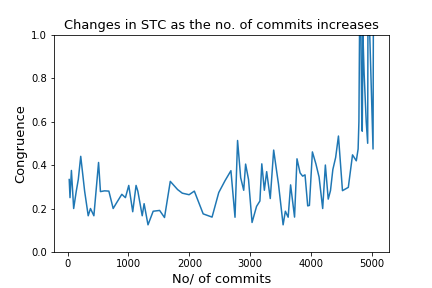 Changes in STC as the no. of commits increases
1.0
0.8
0.6
0.4
0.2
0.0
Congruence
0 1000 2000 3000 4000 5000
No/ of commits